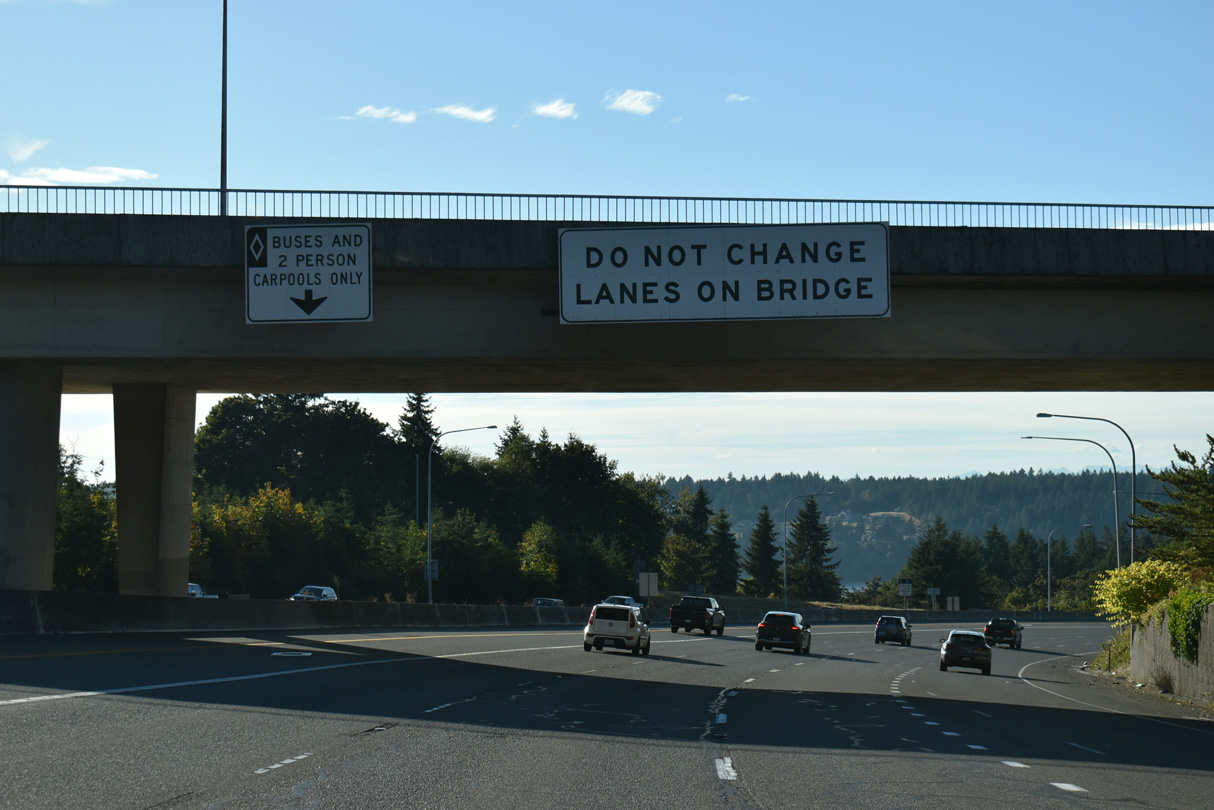 BUSES AND
2 PERSON
CARPOOLS ONLY
DO NOT CHANGE
LANES ON BRIDGE